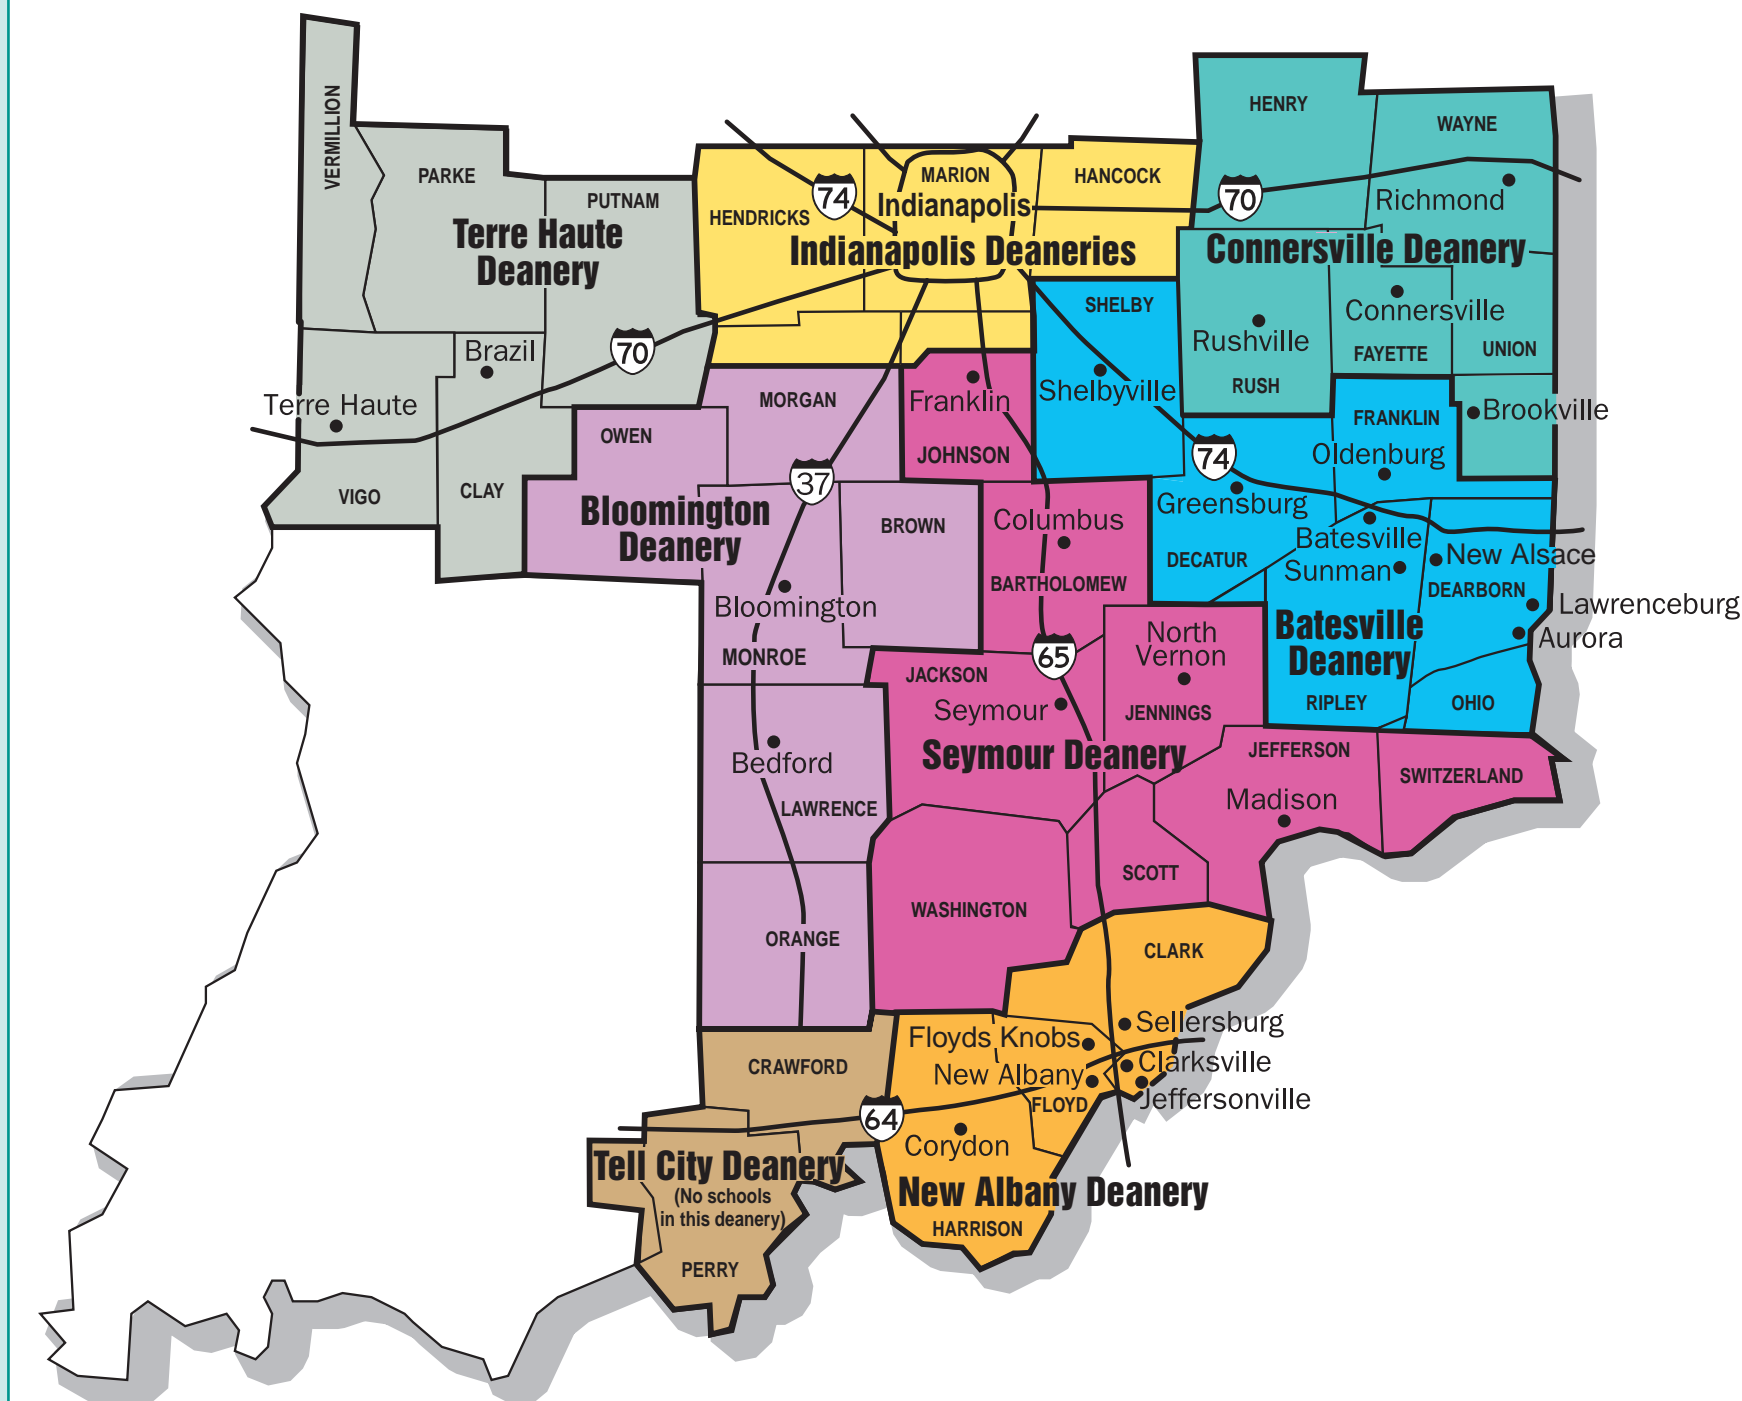 VERMILLION
PARKE
PUTNAM
Terre Haute
Deanery
Brazil
70
Terre Haute
VIGO
CLAY
HENDRICKS
74
MARION
Indianapolis
HANCOCK
Indianapolis Deaneries
HENRY
WAYNE
70
Richmond
Connersville Deanery
Connersville
Rushville
FAYETTE
UNION
RUSH
Brookville
SHELBY
Shelbyville
FRANKLIN
Oldenburg
74
Greensburg
Batesville
New Alsace
Sunman
DECATUR
DEARBORN
Lawrenceburg
Aurora
Batesville
Deanery
RIPLEY
OHIO
MORGAN
OWEN
37
Bloomington
Deanery
BROWN
Bloomington
MONROE
Bedford
LAWRENCE
ORANGE
Franklin
JOHNSON
Columbus
BARTHOLOMEW
65
North
Vernon
JACKSON
Seymour
JENNINGS
Seymour Deanery
JEFFERSON
SWITZERLAND
Madison
SCOTT
WASHINGTON
CLARK
Sellersburg
Floyds Knobs
Clarksville
New Albany
Jeffersonville
FLOYD
64
Corydon
New Albany Deanery
HARRISON
CRAWFORD
Tell City Deanery
(No schools
in this deanery)
PERRY